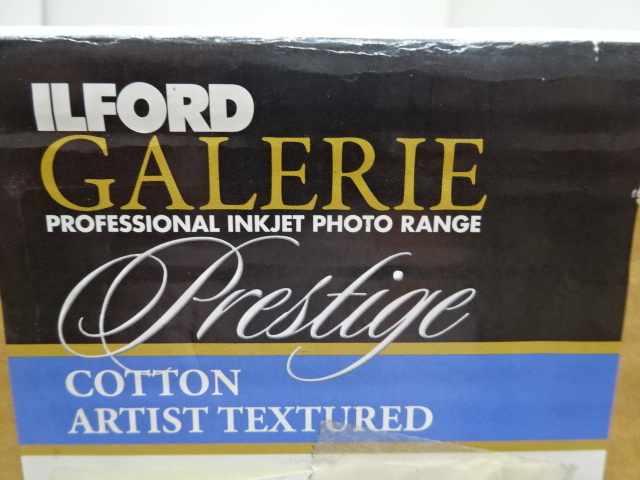 ILFORD
GALERIE
PROFESSIONAL INKJET PHOTO RANGE
Prestige
COTTON
ARTIST TEXTURED